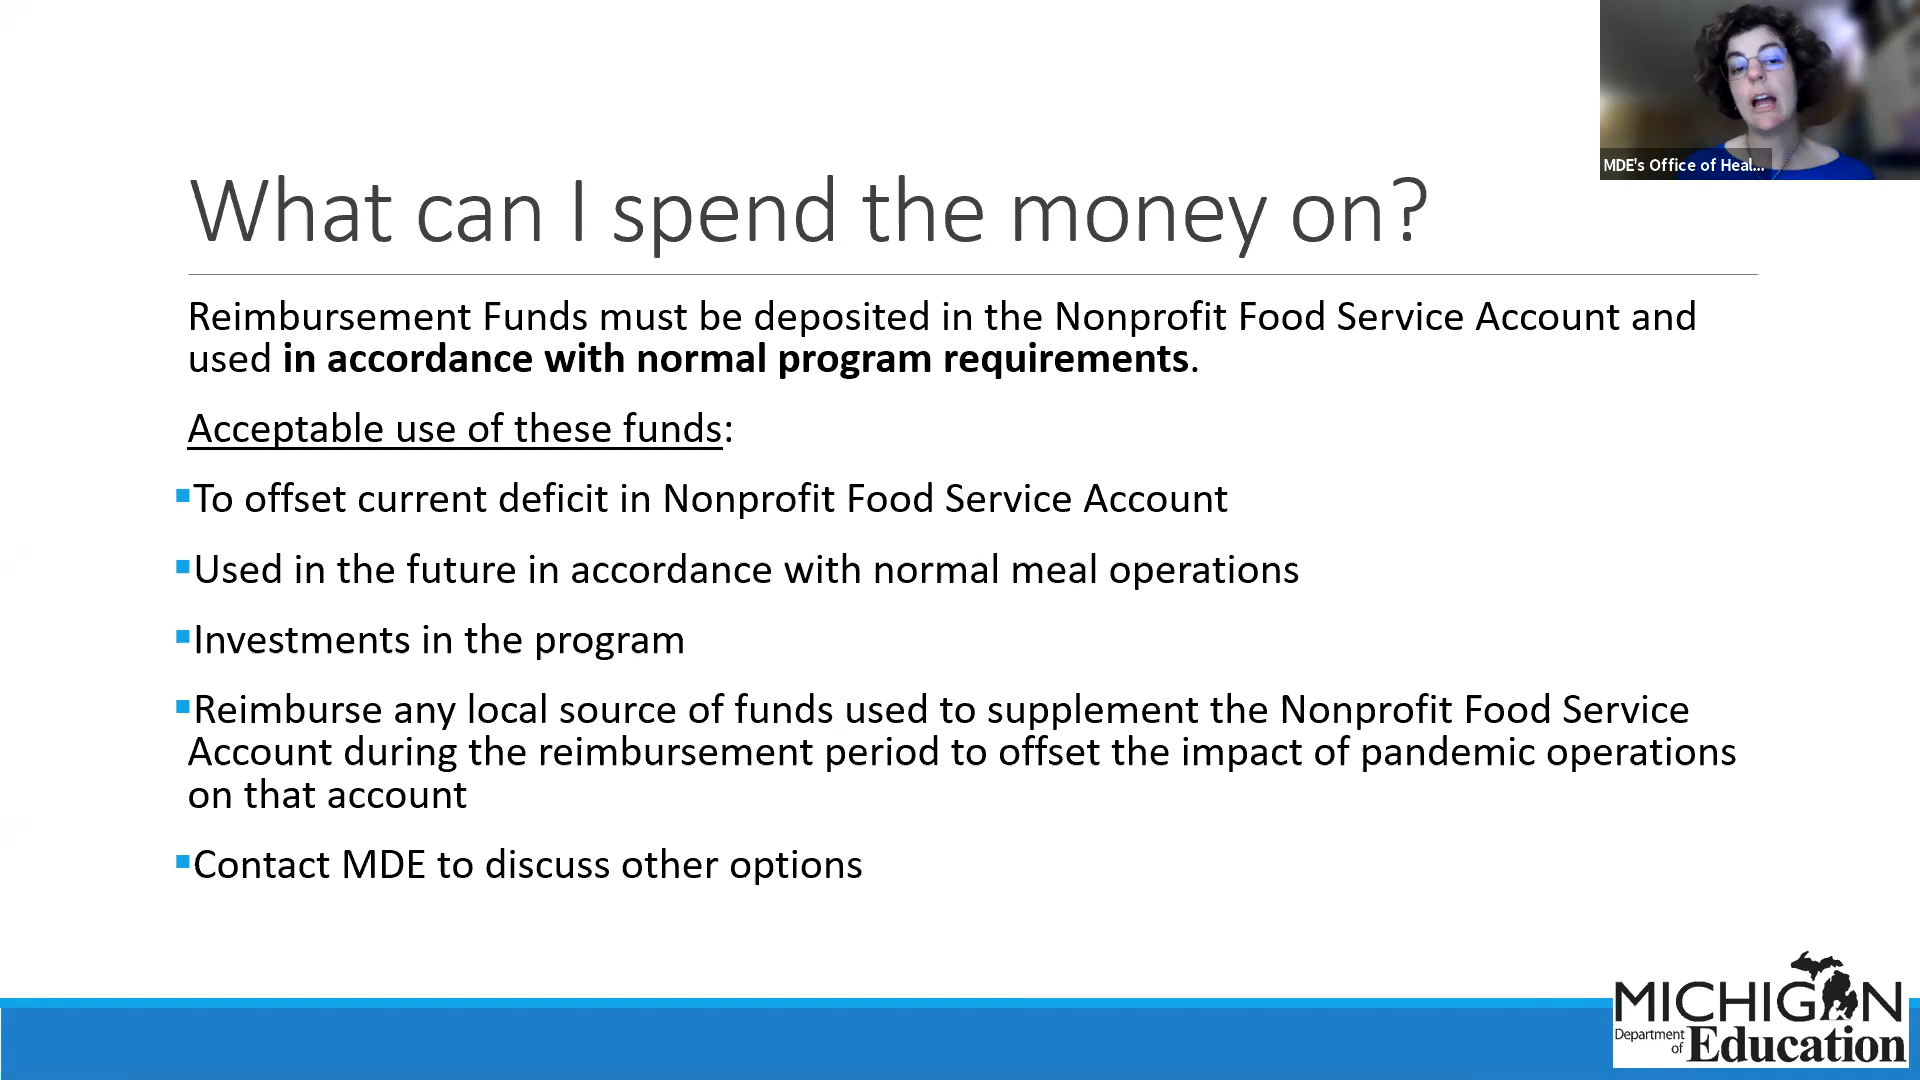 MDE's Office of Heal...
What can I spend the money on?
Reimbursement Funds must be deposited in the Nonprofit Food Service Account and
used in accordance with normal program requirements.
Acceptable use of these funds:
▪To offset current deficit in Nonprofit Food Service Account
▪Used in the future in accordance with normal meal operations
▪Investments in the program
▪Reimburse any local source of funds used to supplement the Nonprofit Food Service
Account during the reimbursement period to offset the impact of pandemic operations
on that account
▪Contact MDE to discuss other options
MICHIGAN
Department
of Education